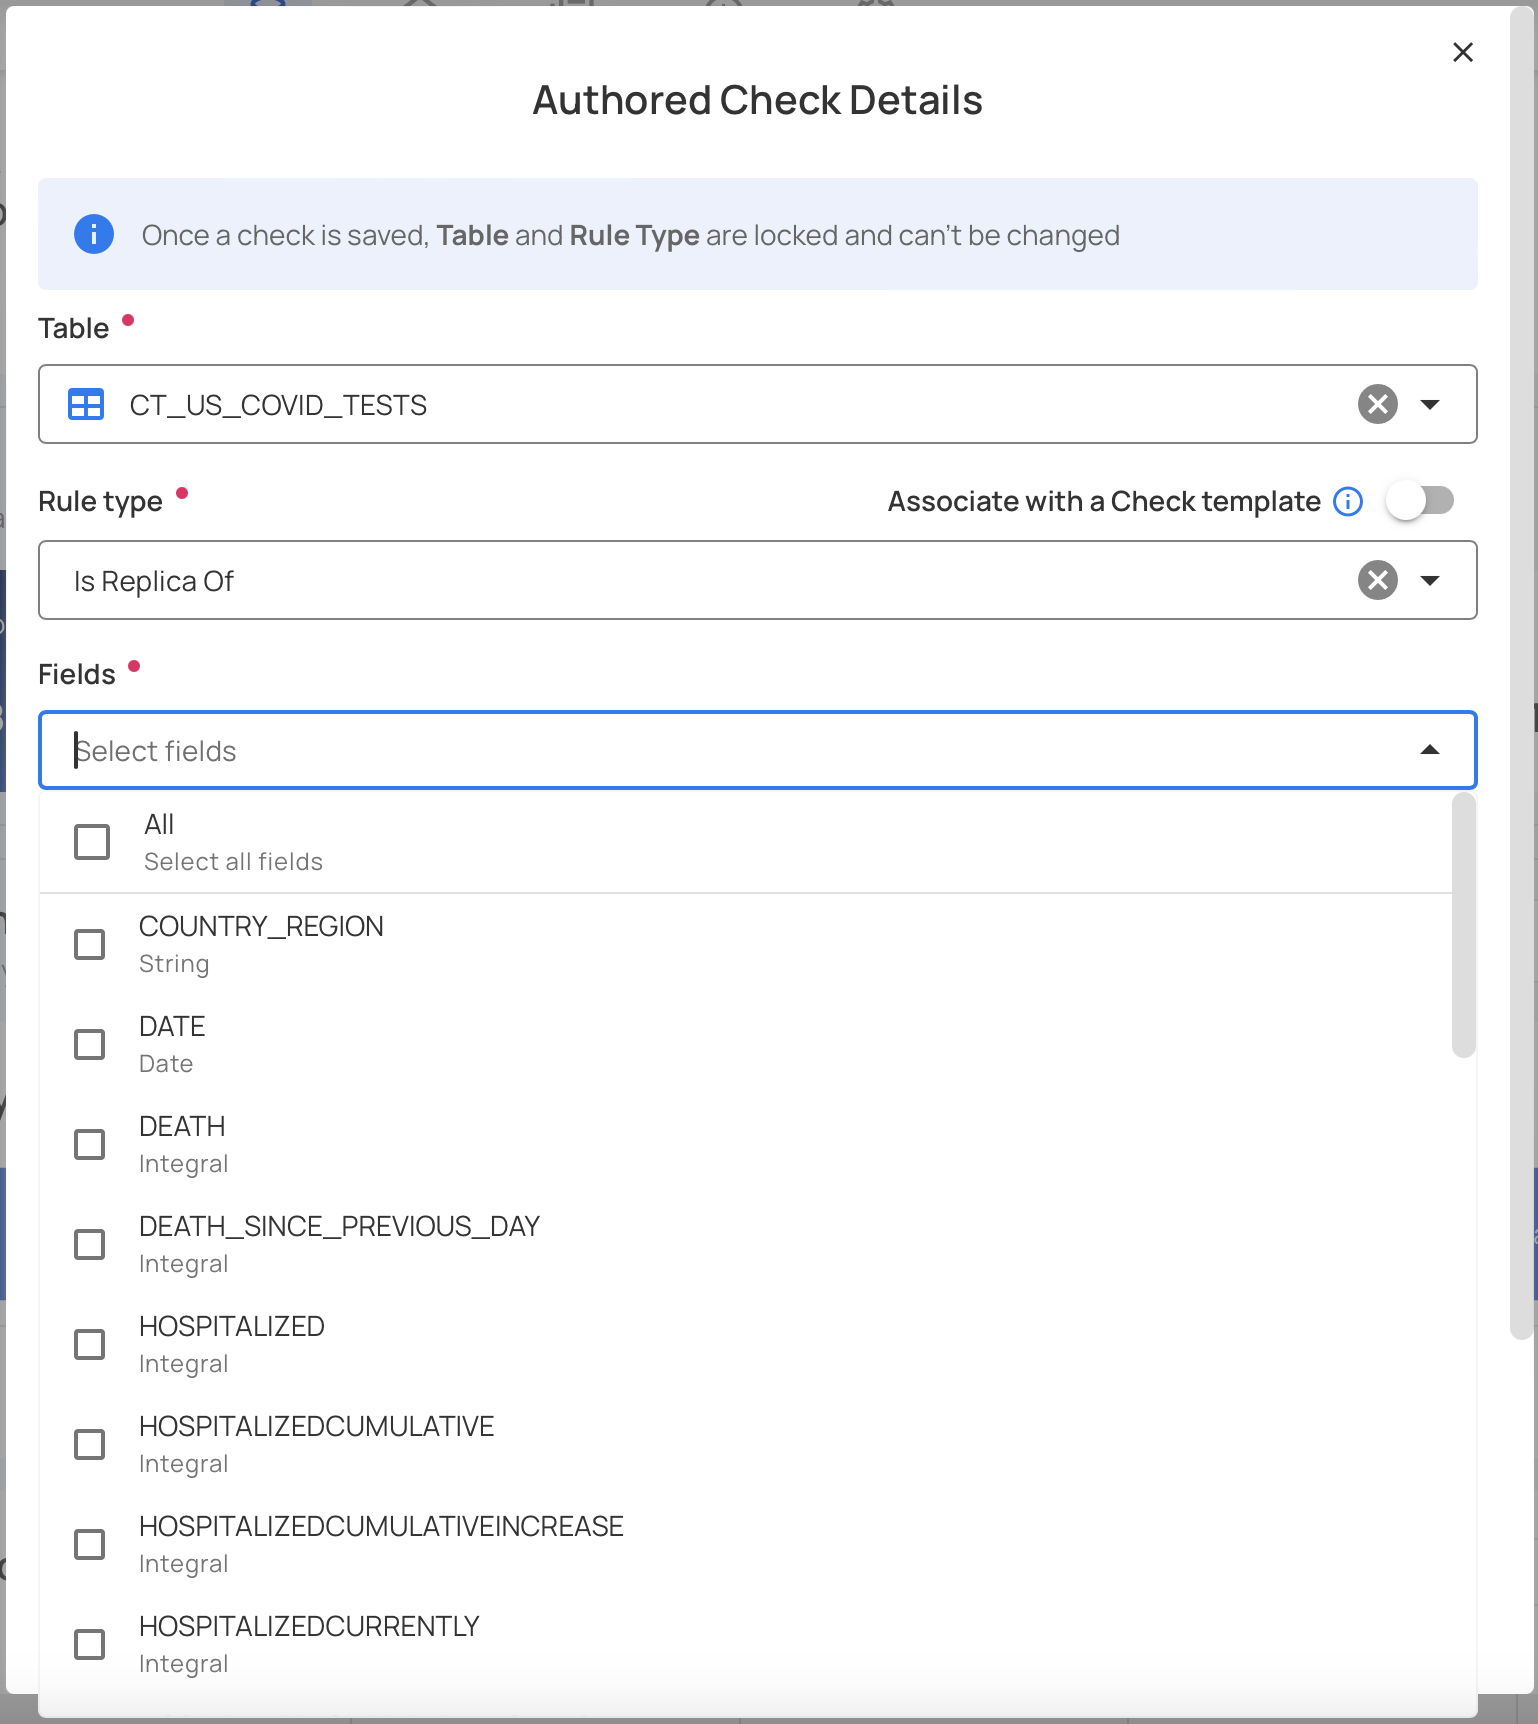 Authored Check Details
Once a check is saved, Table and Rule Type are locked and can't be changed
Table
CT_US_COVID_TESTS
Rule type
Associate with a Check template
Is Replica Of
Fields
Select fields
All
Select all fields
COUNTRY_REGION
String
DATE
Date
DEATH
Integral
DEATH_SINCE_PREVIOUS_DAY
Integral
HOSPITALIZED
Integral
HOSPITALIZEDCUMULATIVE
Integral
HOSPITALIZEDCUMULATIVEINCREASE
Integral
HOSPITALIZEDCURRENTLY
Integral